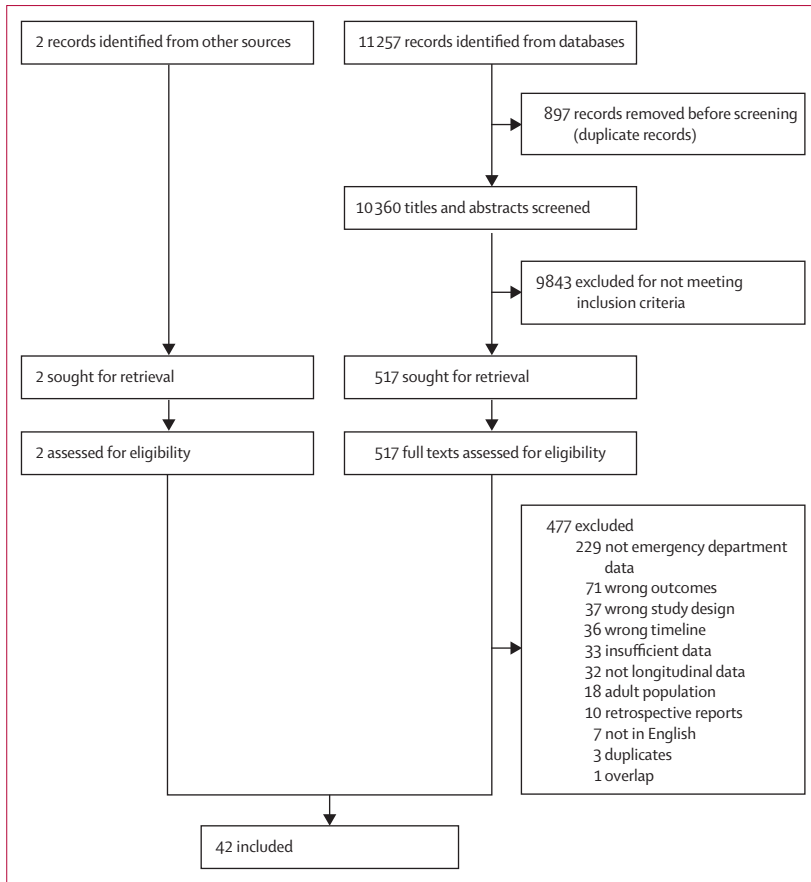 2 records identified from other sources
11 257 records identified from databases
897 records removed before screening
(duplicate records)
10 360 titles and abstracts screened
9843 excluded for not meeting
inclusion criteria
2 sought for retrieval
517 sought for retrieval
2 assessed for eligibility
517 full texts assessed for eligibility
477 excluded
229 not emergency department
data
71 wrong outcomes
37 wrong study design
36 wrong timeline
33 insufficient data
32 not longitudinal data
18 adult population
10 retrospective reports
7 not in English
3 duplicates
1 overlap
42 included